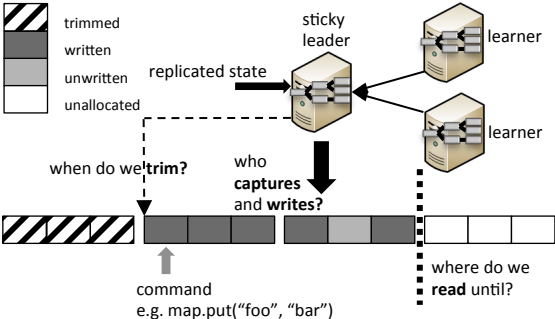 trimmed
written
unwritten
unallocated
sticky
leader
learner
replicated state
learner
when do we trim?
who
captures
and writes?
command
e.g. map.put(“foo”, “bar”)
where do we
read until?